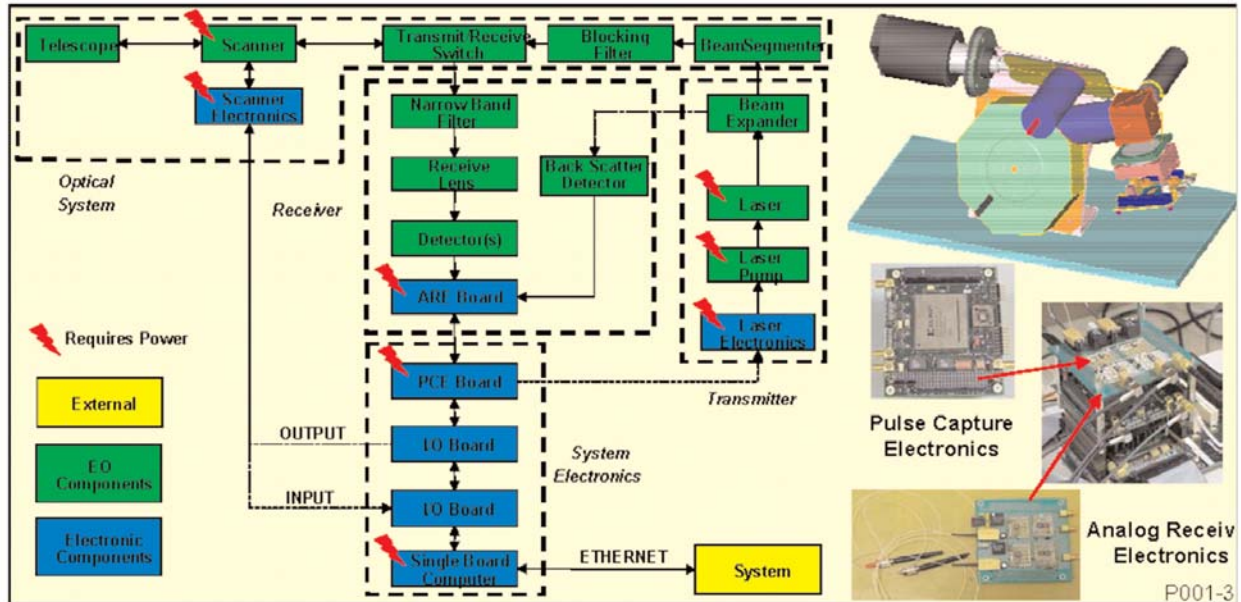 Telescope
Scanner
Transmit/Receive
Switch
Blocking
Filter
BeamSegmenter
Scanner
Electronics
Narrow Band
Filter
Beam
Expander
Optical
System
Receiver
Receive
Lens
Back Scatter
Detector
Laser
Detector(s)
Laser
Pump
ARE Board
Laser
Electronics
Requires Power
PCE Board
Transmitter
External
OUTPUT
I/O Board
System
Electronics
EO
Components
INPUT
I/O Board
Electronic
Components
Single Board
Computer
ETHERNET
System
Pulse Capture
Electronics
Analog Receiv
Electronics
P001-3